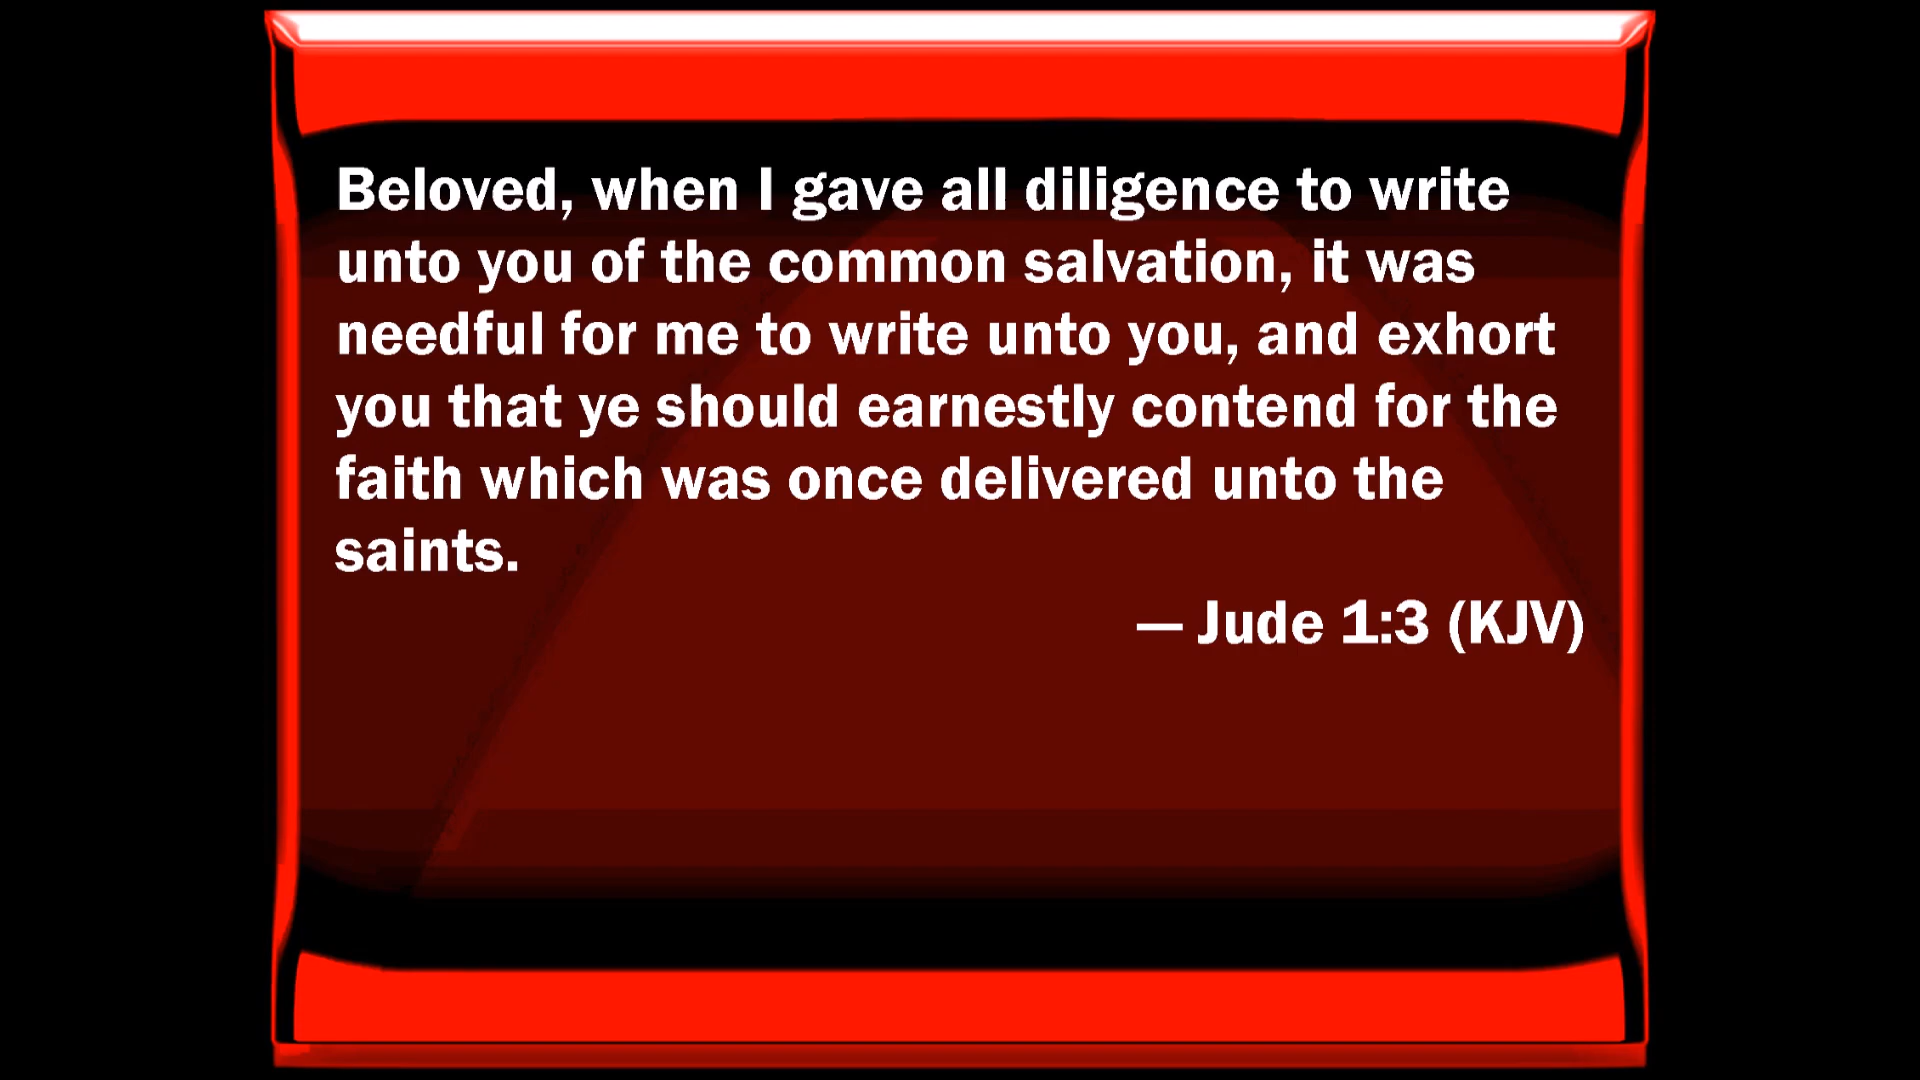 Beloved, when I gave all diligence to write
unto you of the common salvation, it was
needful for me to write unto you, and exhort
you that ye should earnestly contend for the
faith which was once delivered unto the
saints.
— Jude 1:3 (KJV)